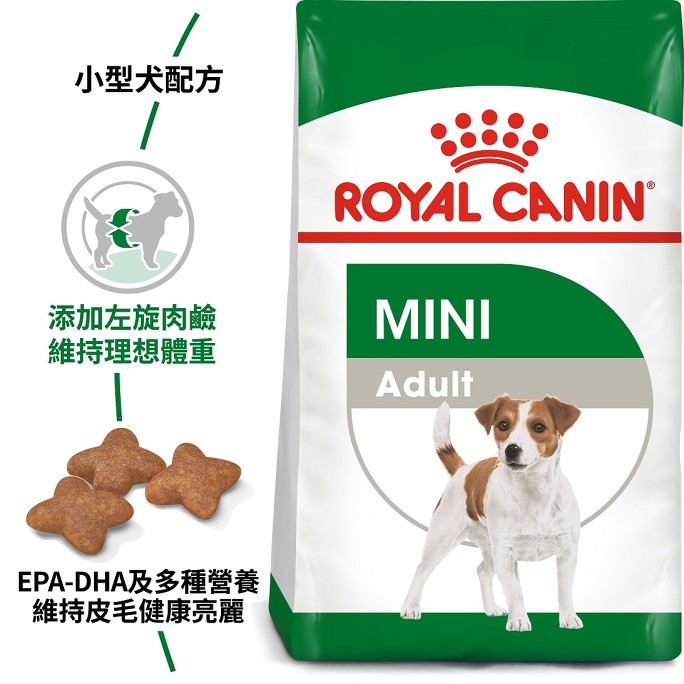 小型犬配方
添加左旋肉鹼
維持理想體重
EPA-DHA及多種營養
維持皮毛健康亮麗
ROYAL CANIN®
MINI
Adult